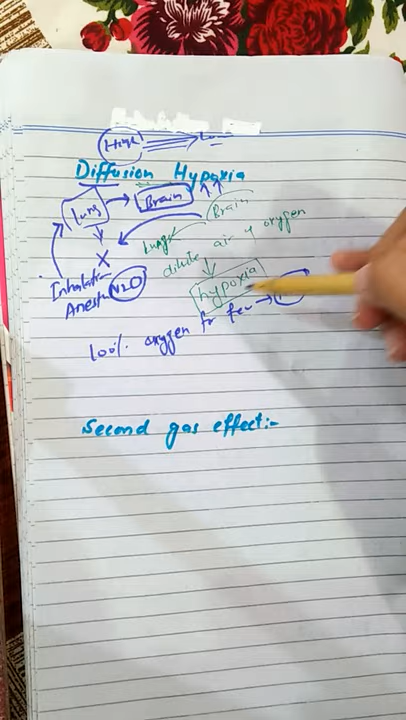 High
Diffusion Hypoxia
Lung → Brain ↑↑
Brain
Lung
dilute air & oxygen
Inhalation
Anesth N2O
hypoxia
100% oxygen for few →
Second gas effect:-